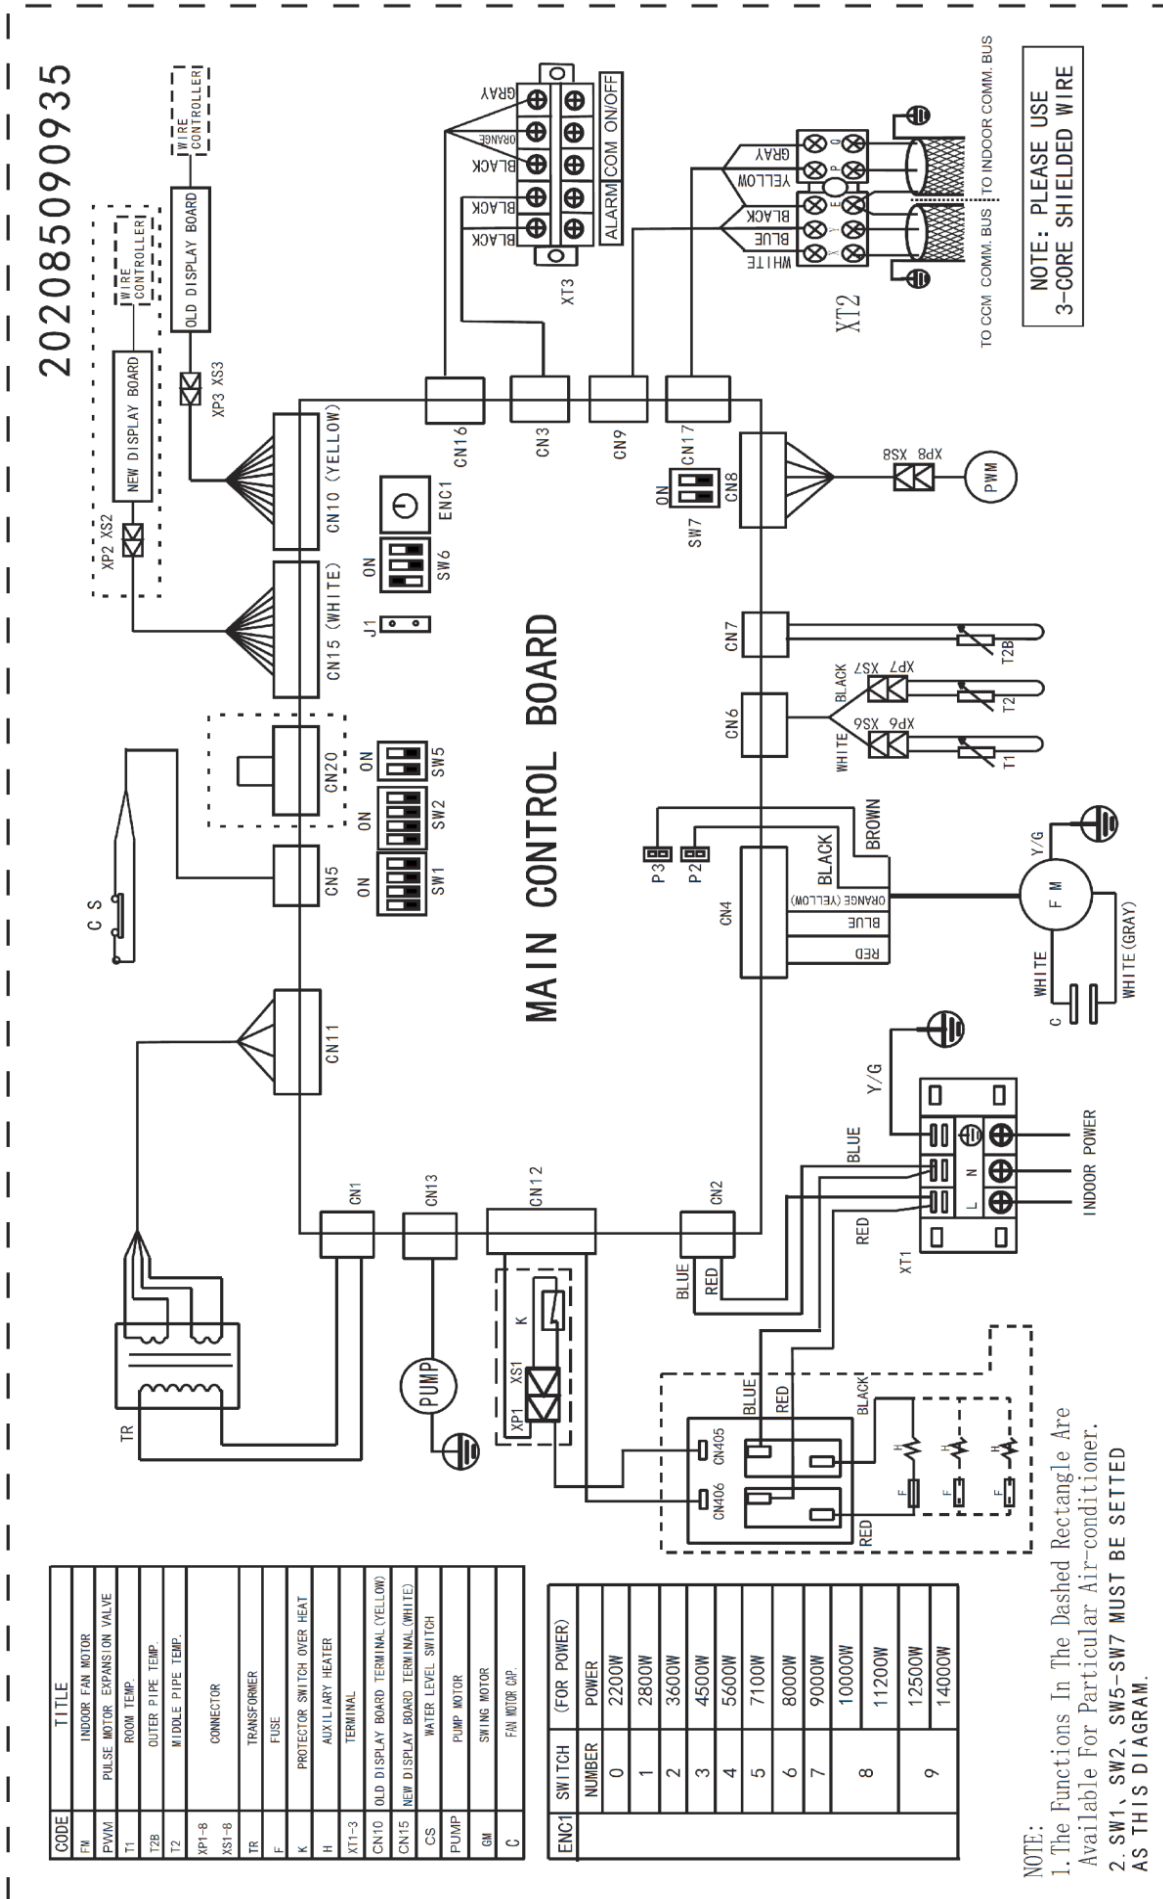 202085090935
WIRE
CONTROLLER
WIRE
CONTROLLER
NEW DISPLAY BOARD
OLD DISPLAY BOARD
XP2 XS2
XP3 XS3
C S
TR
CN11
CN5
CN20
CN15 (WHITE)
CN10 (YELLOW)
ON
SW1
ON
SW2
ON
SW5
J1
ON
SW6
ENC1
MAIN CONTROL BOARD
CN1
CN13
CN12
CN2
PUMP
XP1 XS1
K
CN16
CN3
CN9
CN17
BLACK
BLACK
BLACK
ORANGE
GRAY
ALARM
COM
ON/OFF
XT3
WHITE
BLUE
BLACK
YELLOW
GRAY
X
Y
E
P
Q
XT2
TO CCM COMM. BUS
TO INDOOR COMM. BUS
NOTE: PLEASE USE
3-CORE SHIELDED WIRE
ON
SW7
CN8
XS8
XP8
PWM
CN7
T2B
CN6
WHITE
BLACK
XS6
XP6
XS7
XP7
T1
T2
P3
P2
CN4
RED
BLUE
ORANGE(YELLOW)
BLACK
BROWN
F M
Y/G
WHITE
WHITE(GRAY)
C
BLUE
RED
BLUE
RED
Y/G
L
N
XT1
INDOOR POWER
CN406
CN405
BLUE
RED
BLACK
RED
F
H
F
H
F
H
CODE TITLE
FM INDOOR FAN MOTOR
PWM PULSE MOTOR EXPANSION VALVE
T1 ROOM TEMP.
T2B OUTER PIPE TEMP.
T2 MIDDLE PIPE TEMP.
XP1-8
XS1-8
CONNECTOR
TR TRANSFORMER
F FUSE
K PROTECTOR SWITCH OVER HEAT
H AUXILIARY HEATER
XT1-3 TERMINAL
CN10 OLD DISPLAY BOARD TERMINAL(YELLOW)
CN15 NEW DISPLAY BOARD TERMINAL(WHITE)
CS WATER LEVEL SWITCH
PUMP PUMP MOTOR
GM SWING MOTOR
C FAN MOTOR CAP.
ENC1 SWITCH (FOR POWER)
NUMBER POWER
0 2200W
1 2800W
2 3600W
3 4500W
4 5600W
5 7100W
6 8000W
7 9000W
8 10000W
11200W
9 12500W
14000W
NOTE:
1. The Functions In The Dashed Rectangle Are
Available For Particular Air-conditioner.
2. SW1、SW2、SW5-SW7 MUST BE SETTED
AS THIS DIAGRAM.